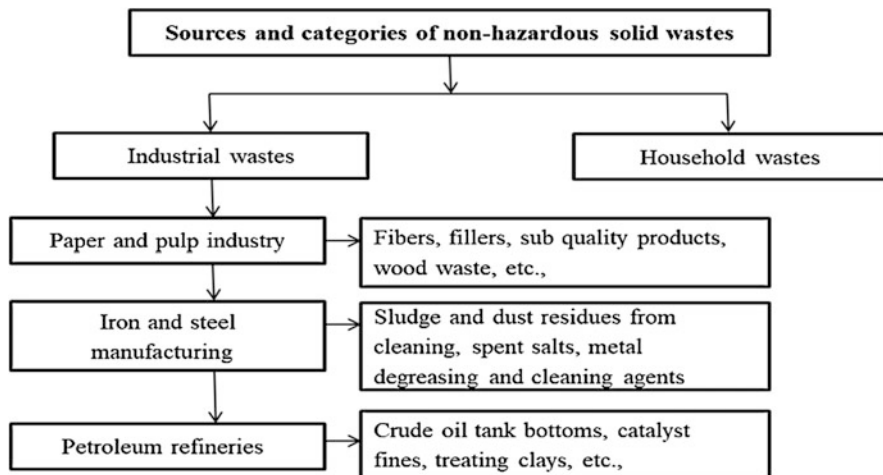 Sources and categories of non-hazardous solid wastes
Industrial wastes
Household wastes
Paper and pulp industry
Fibers, fillers, sub quality products,
wood waste, etc.,
Iron and steel
manufacturing
Sludge and dust residues from
cleaning, spent salts, metal
degreasing and cleaning agents
Petroleum refineries
Crude oil tank bottoms, catalyst
fines, treating clays, etc.,